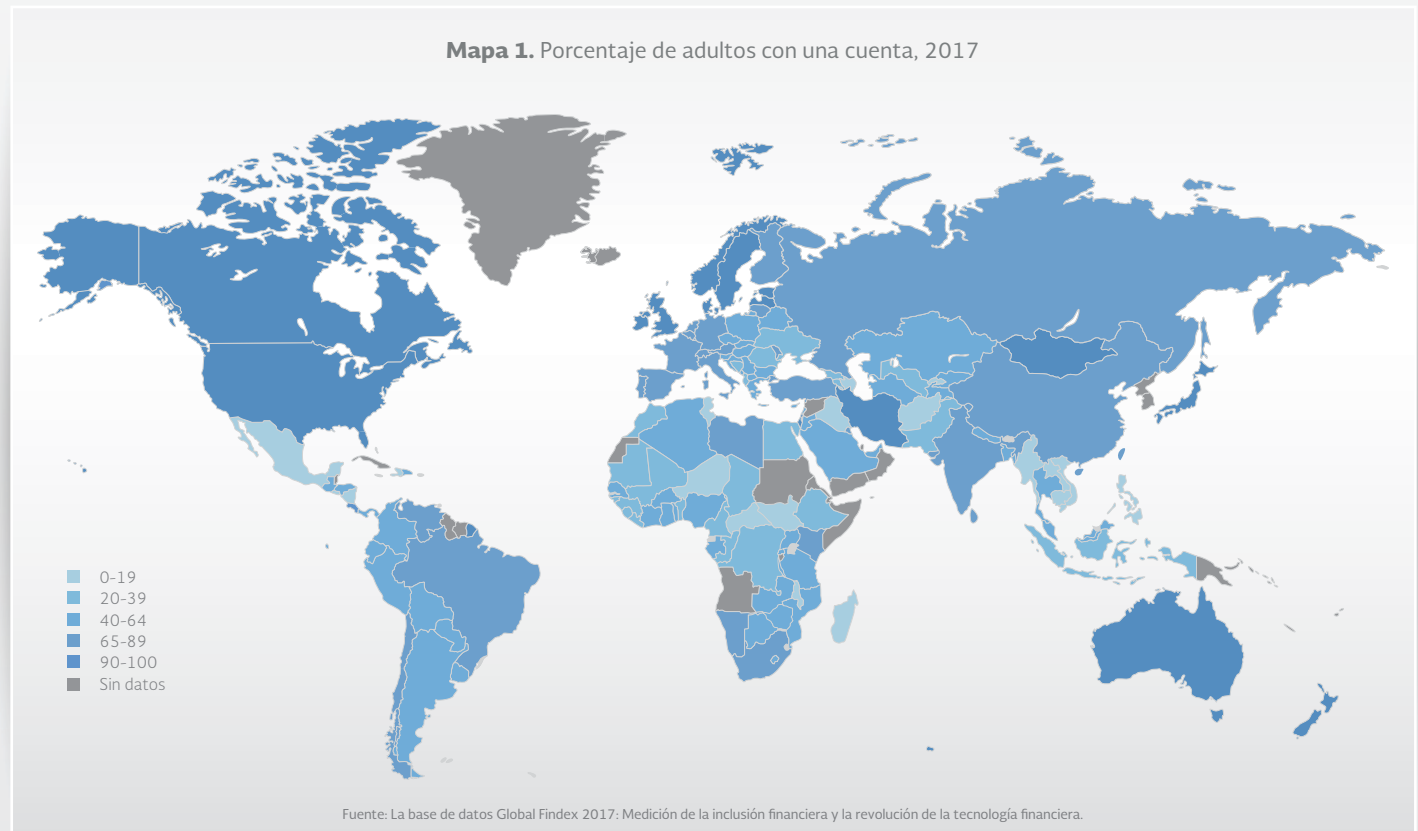 Mapa 1. Porcentaje de adultos con una cuenta, 2017
0-19
20-39
40-64
65-89
90-100
Sin datos
Fuente: La base de datos Global Findex 2017: Medición de la inclusión financiera y la revolución de la tecnología financiera.